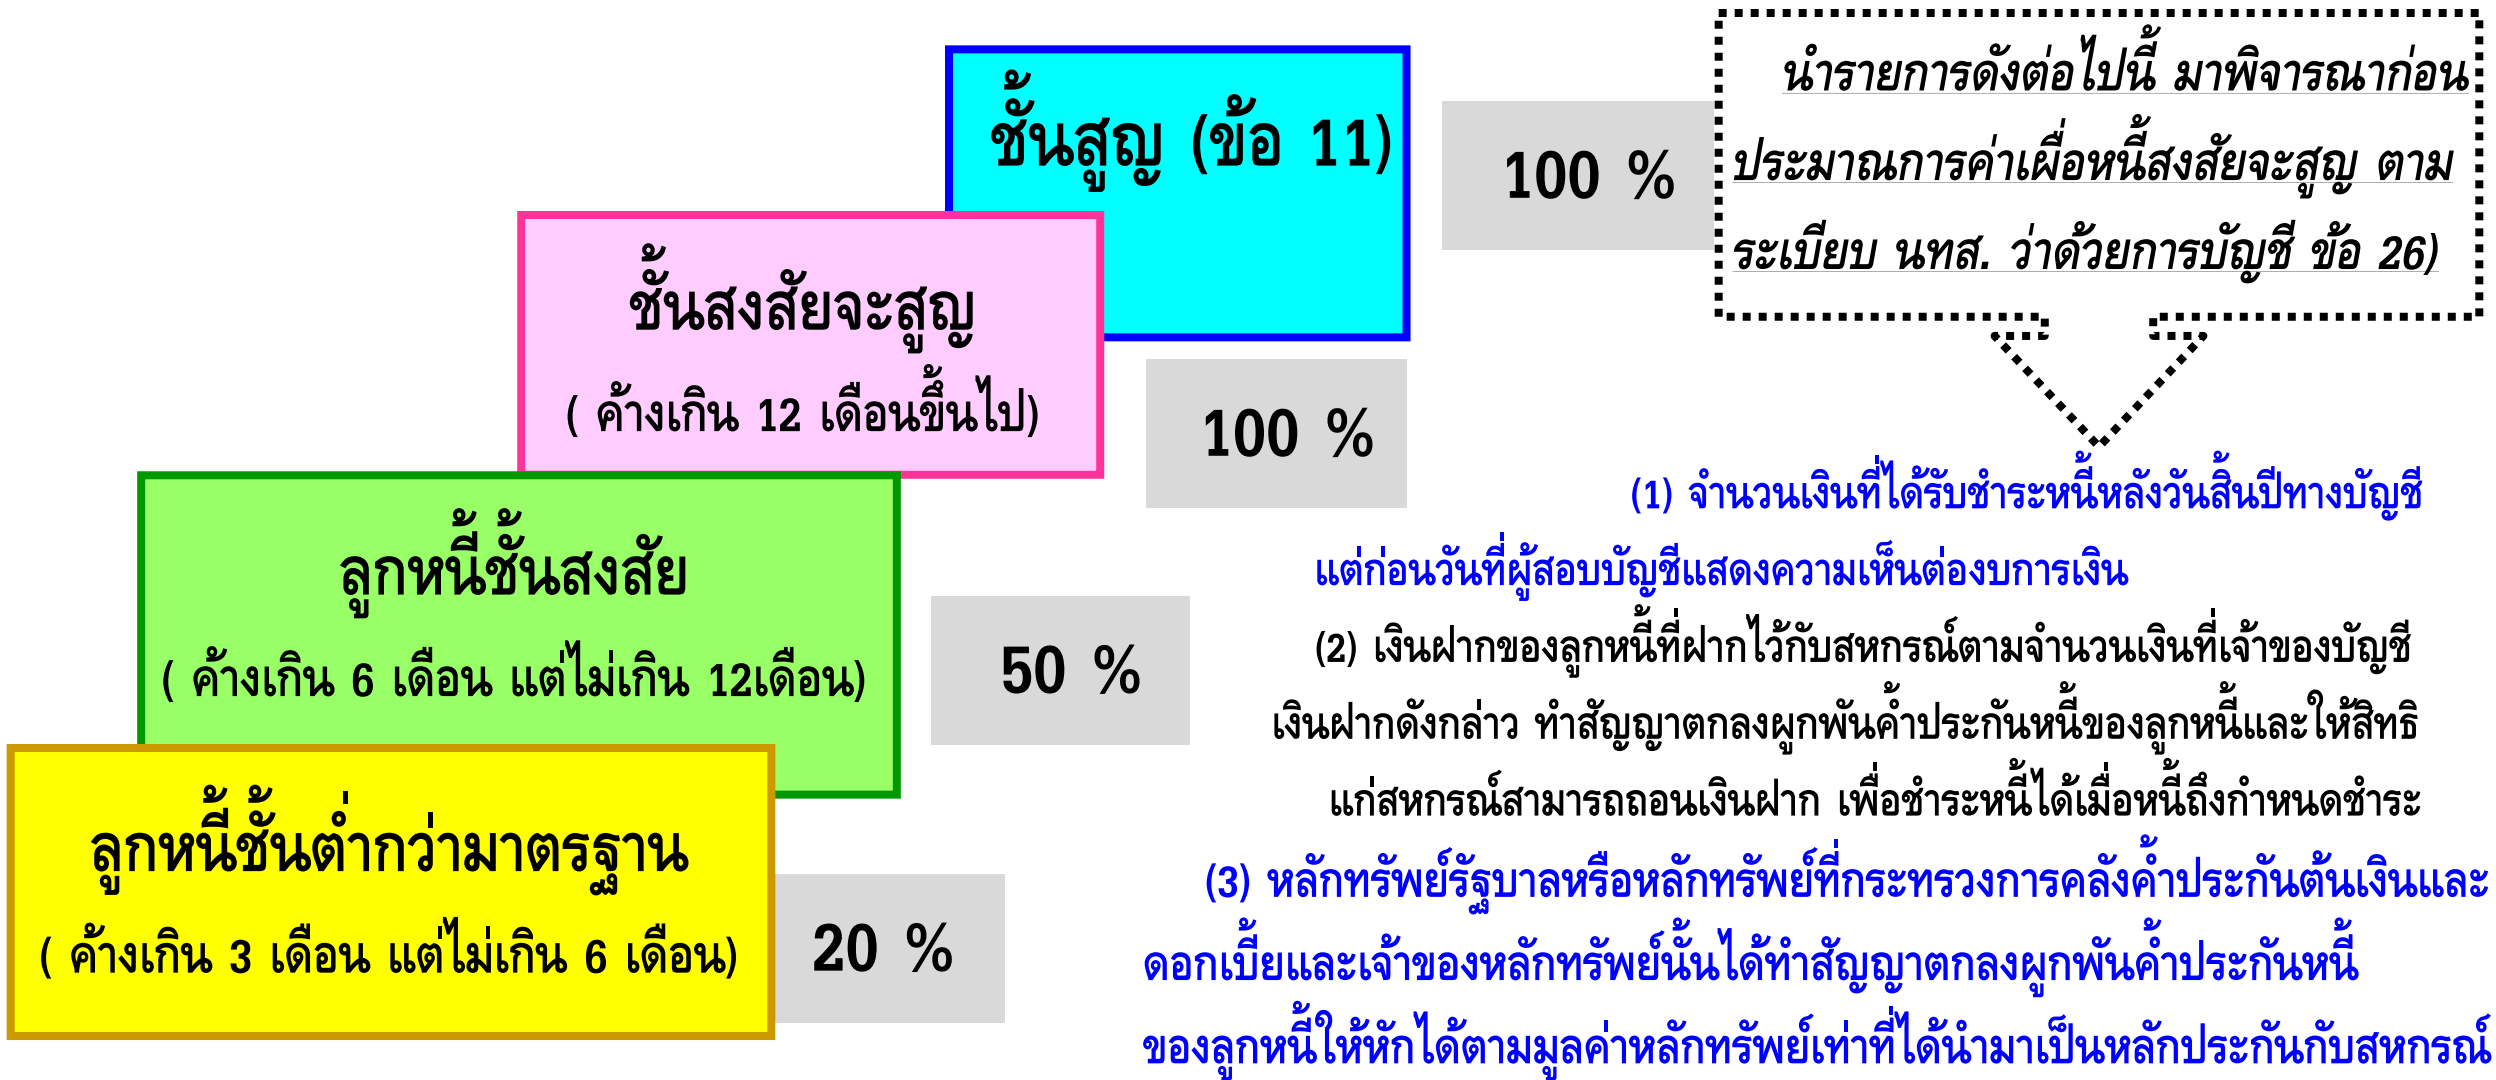 ชั้นสูญ (ข้อ 11)
100 %
นำรายการดังต่อไปนี้ มาพิจารณาก่อน
ประมาณการค่าเผื่อหนี้สงสัยจะสูญ ตาม
ระเบียบ นทส. ว่าด้วยการบัญชี ข้อ 26)
ชั้นสงสัยจะสูญ
( ค้างเกิน 12 เดือนขึ้นไป)
100 %
ลูกหนี้ชั้นสงสัย
( ค้างเกิน 6 เดือน แต่ไม่เกิน 12เดือน)
50 %
ลูกหนี้ชั้นต่ำกว่ามาตรฐาน
( ค้างเกิน 3 เดือน แต่ไม่เกิน 6 เดือน)
20 %
(1) จำนวนเงินที่ได้รับชำระหนี้หลังวันสิ้นปีทางบัญชี
แต่ก่อนวันที่ผู้สอบบัญชีแสดงความเห็นต่องบการเงิน
(2) เงินฝากของลูกหนี้ที่ฝากไว้กับสหกรณ์ตามจำนวนเงินที่เจ้าของบัญชี
เงินฝากดังกล่าว ทำสัญญาตกลงผูกพันค้ำประกันหนี้ของลูกหนี้และให้สิทธิ
แก่สหกรณ์สามารถถอนเงินฝาก เพื่อชำระหนี้ได้เมื่อหนี้ถึงกำหนดชำระ
(3) หลักทรัพย์รัฐบาลหรือหลักทรัพย์ที่กระทรวงการคลังค้ำประกันต้นเงินและ
ดอกเบี้ยและเจ้าของหลักทรัพย์นั้นได้ทำสัญญาตกลงผูกพันค้ำประกันหนี้
ของลูกหนี้ให้หักได้ตามมูลค่าหลักทรัพย์เท่าที่ได้นำมาเป็นหลักประกันกับสหกรณ์